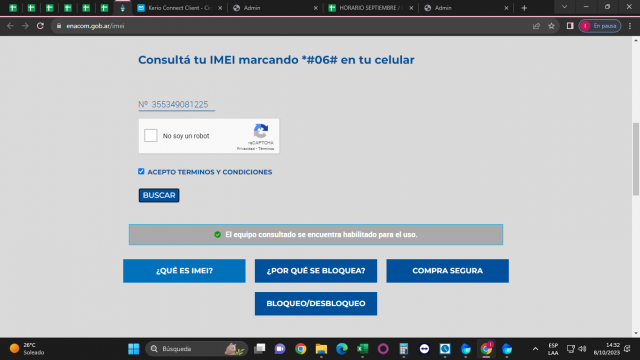 Kerio Connect Client - Ca
Admin
HORARIO SEPTIEMBRE /
Admin
enacom.gob.ar/imei
En pausa
Consultá tu IMEI marcando *#06# en tu celular
Nº 355349081225
No soy un robot
reCAPTCHA
Privacidad - Términos
ACEPTO TERMINOS Y CONDICIONES
BUSCAR
El equipo consultado se encuentra habilitado para el uso.
¿QUÉ ES IMEI?
¿POR QUÉ SE BLOQUEA?
COMPRA SEGURA
BLOQUEO/DESBLOQUEO
26°C
Soleado
Búsqueda
ESP
LAA
14:32
8/10/2023